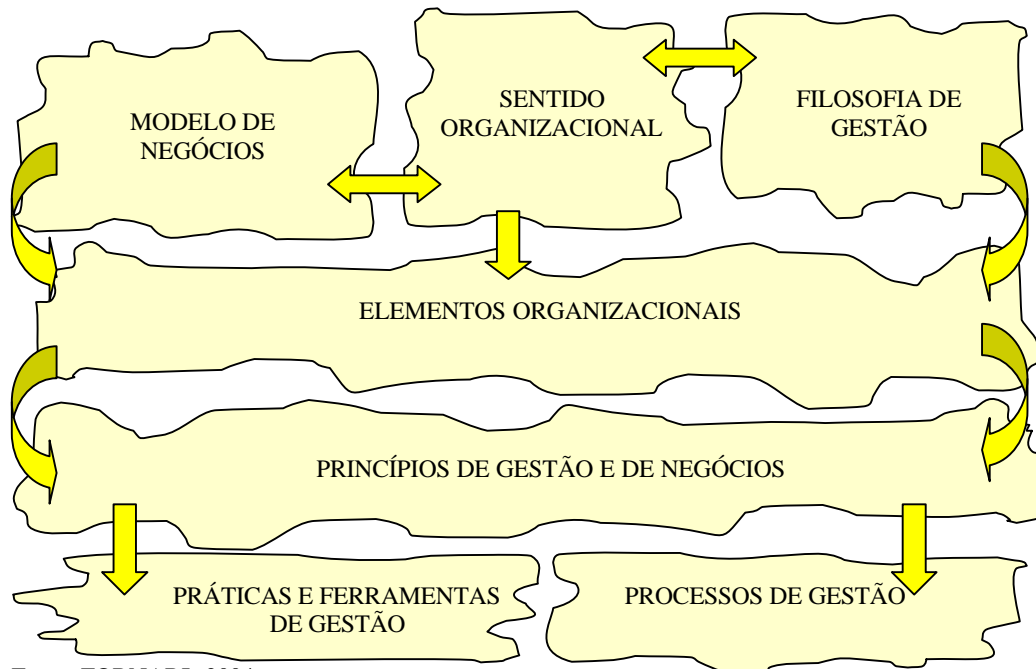 MODELO DE
NEGÓCIOS
SENTIDO
ORGANIZACIONAL
FILOSOFIA DE
GESTÃO
ELEMENTOS ORGANIZACIONAIS
PRINCÍPIOS DE GESTÃO E DE NEGÓCIOS
PRÁTICAS E FERRAMENTAS
DE GESTÃO
PROCESSOS DE GESTÃO